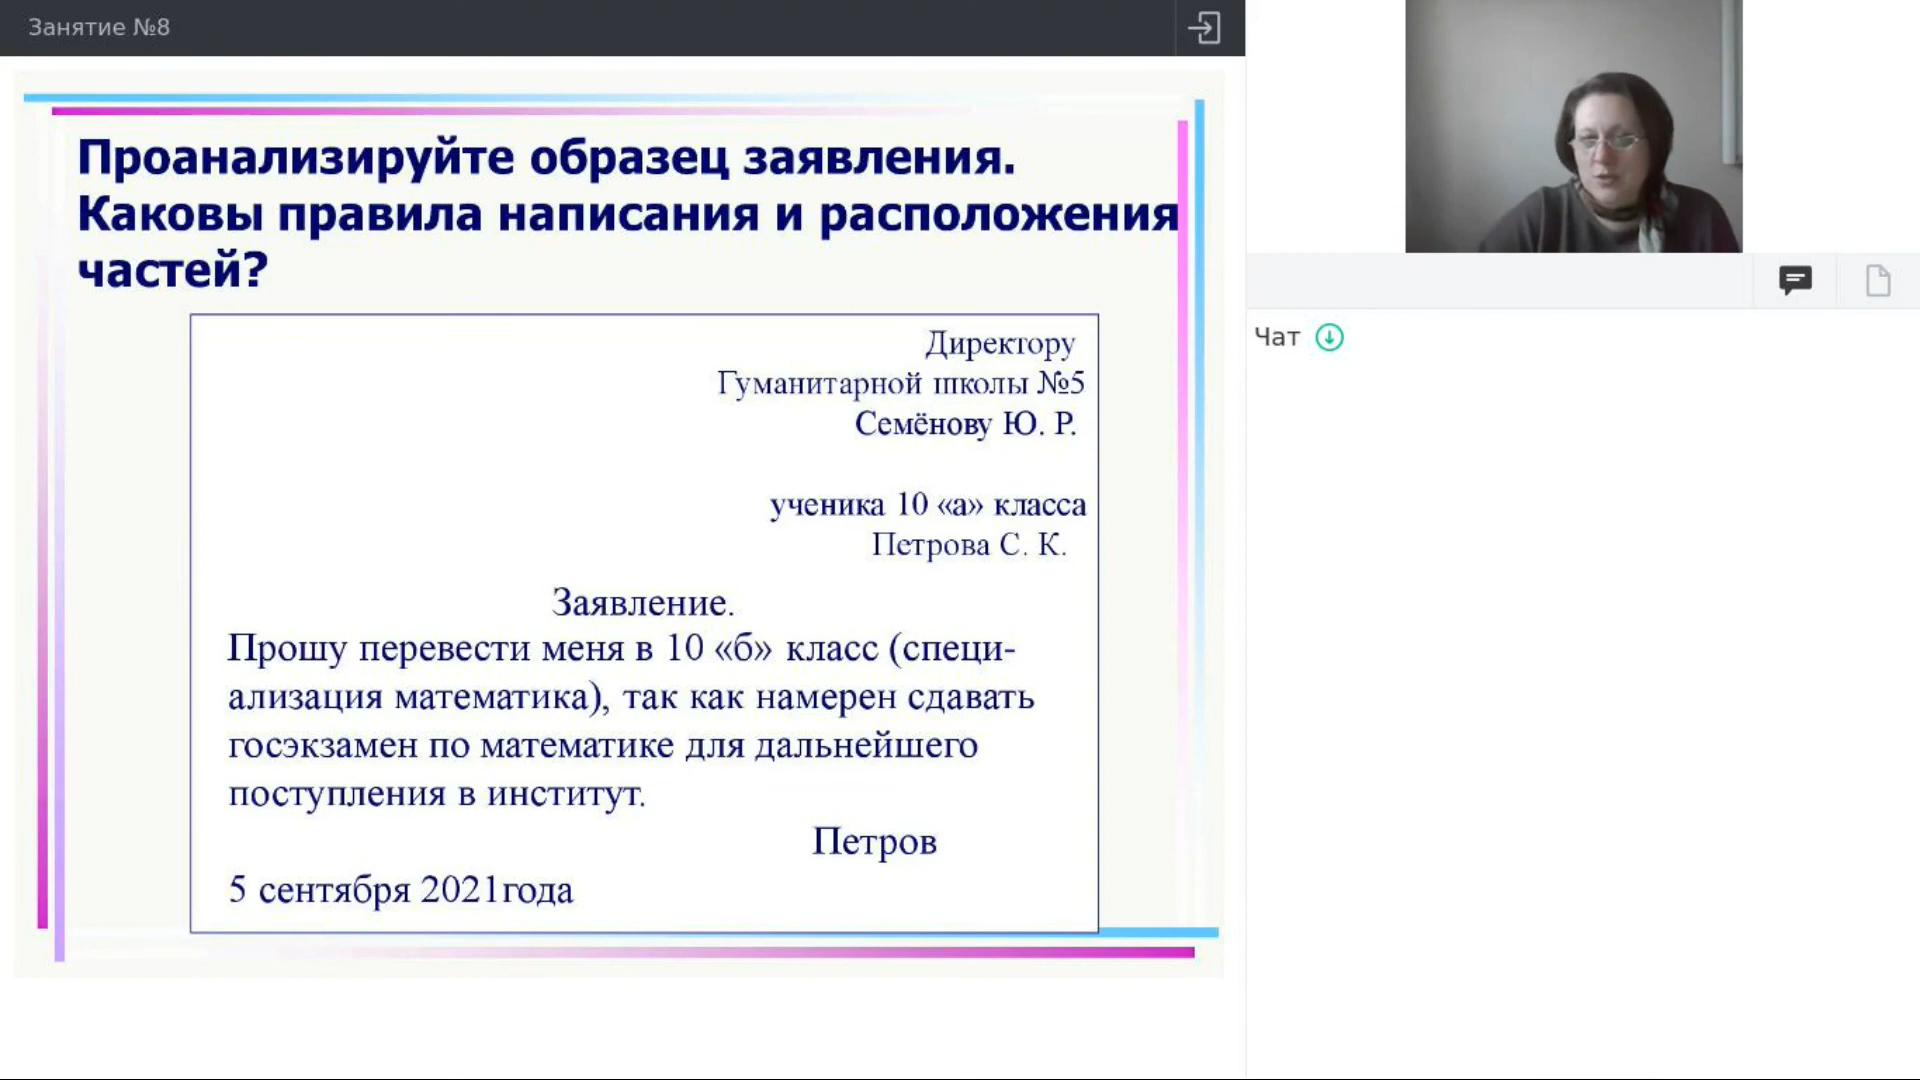 Занятие №8
Проанализируйте образец заявления.
Каковы правила написания и расположения
частей?
Директору
Гуманитарной школы №5
Семёнову Ю. Р.
ученика 10 «а» класса
Петрова С. К.
Заявление.
Прошу перевести меня в 10 «б» класс (специ-
ализация математика), так как намерен сдавать
госэкзамен по математике для дальнейшего
поступления в институт.
Петров
5 сентября 2021года
Чат